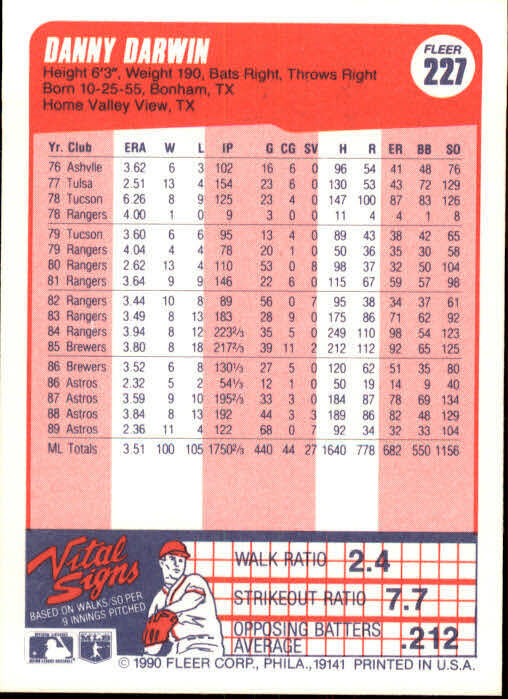 DANNY DARWIN
FLEER
227
Height 6'3", Weight 190, Bats Right, Throws Right
Born 10-25-55, Bonham, TX
Home Valley View, TX
Yr. Club ERA W L IP G CG SV H R ER BB SO
76 Ashvlle 3.62 6 3 102 16 6 0 96 54 41 48 76
77 Tulsa 2.51 13 4 154 23 6 0 130 53 43 72 129
78 Tucson 6.26 8 9 125 23 4 0 147 100 87 83 126
78 Rangers 4.00 1 0 9 3 0 0 11 4 4 1 8
79 Tucson 3.60 6 6 95 13 4 0 89 43 38 42 65
79 Rangers 4.04 4 4 78 20 1 0 50 36 35 30 58
80 Rangers 2.62 13 4 110 53 0 8 98 37 32 50 104
81 Rangers 3.64 9 9 146 22 6 0 115 67 59 57 98
82 Rangers 3.44 10 8 89 56 0 7 95 38 34 37 61
83 Rangers 3.49 8 13 183 28 9 0 175 86 71 62 92
84 Rangers 3.94 8 12 223 2/3 35 5 0 249 110 98 54 123
85 Brewers 3.80 8 18 217 2/3 39 11 2 212 112 92 65 125
86 Brewers 3.52 6 8 130 1/3 27 5 0 120 62 51 35 80
86 Astros 2.32 5 2 54 1/3 12 1 0 50 19 14 9 40
87 Astros 3.59 9 10 195 2/3 33 3 0 184 87 78 69 134
88 Astros 3.84 8 13 192 44 3 3 189 86 82 48 129
89 Astros 2.36 11 4 122 68 0 7 92 34 32 33 104
ML Totals 3.51 100 105 1750 2/3 440 44 27 1640 778 682 550 1156
Vital
Signs
BASED ON WALKS/SO PER
9 INNINGS PITCHED
WALK RATIO 2.4
STRIKEOUT RATIO 7.7
OPPOSING BATTERS
AVERAGE .212
© 1990 FLEER CORP., PHILA., 19141 PRINTED IN U.S.A.